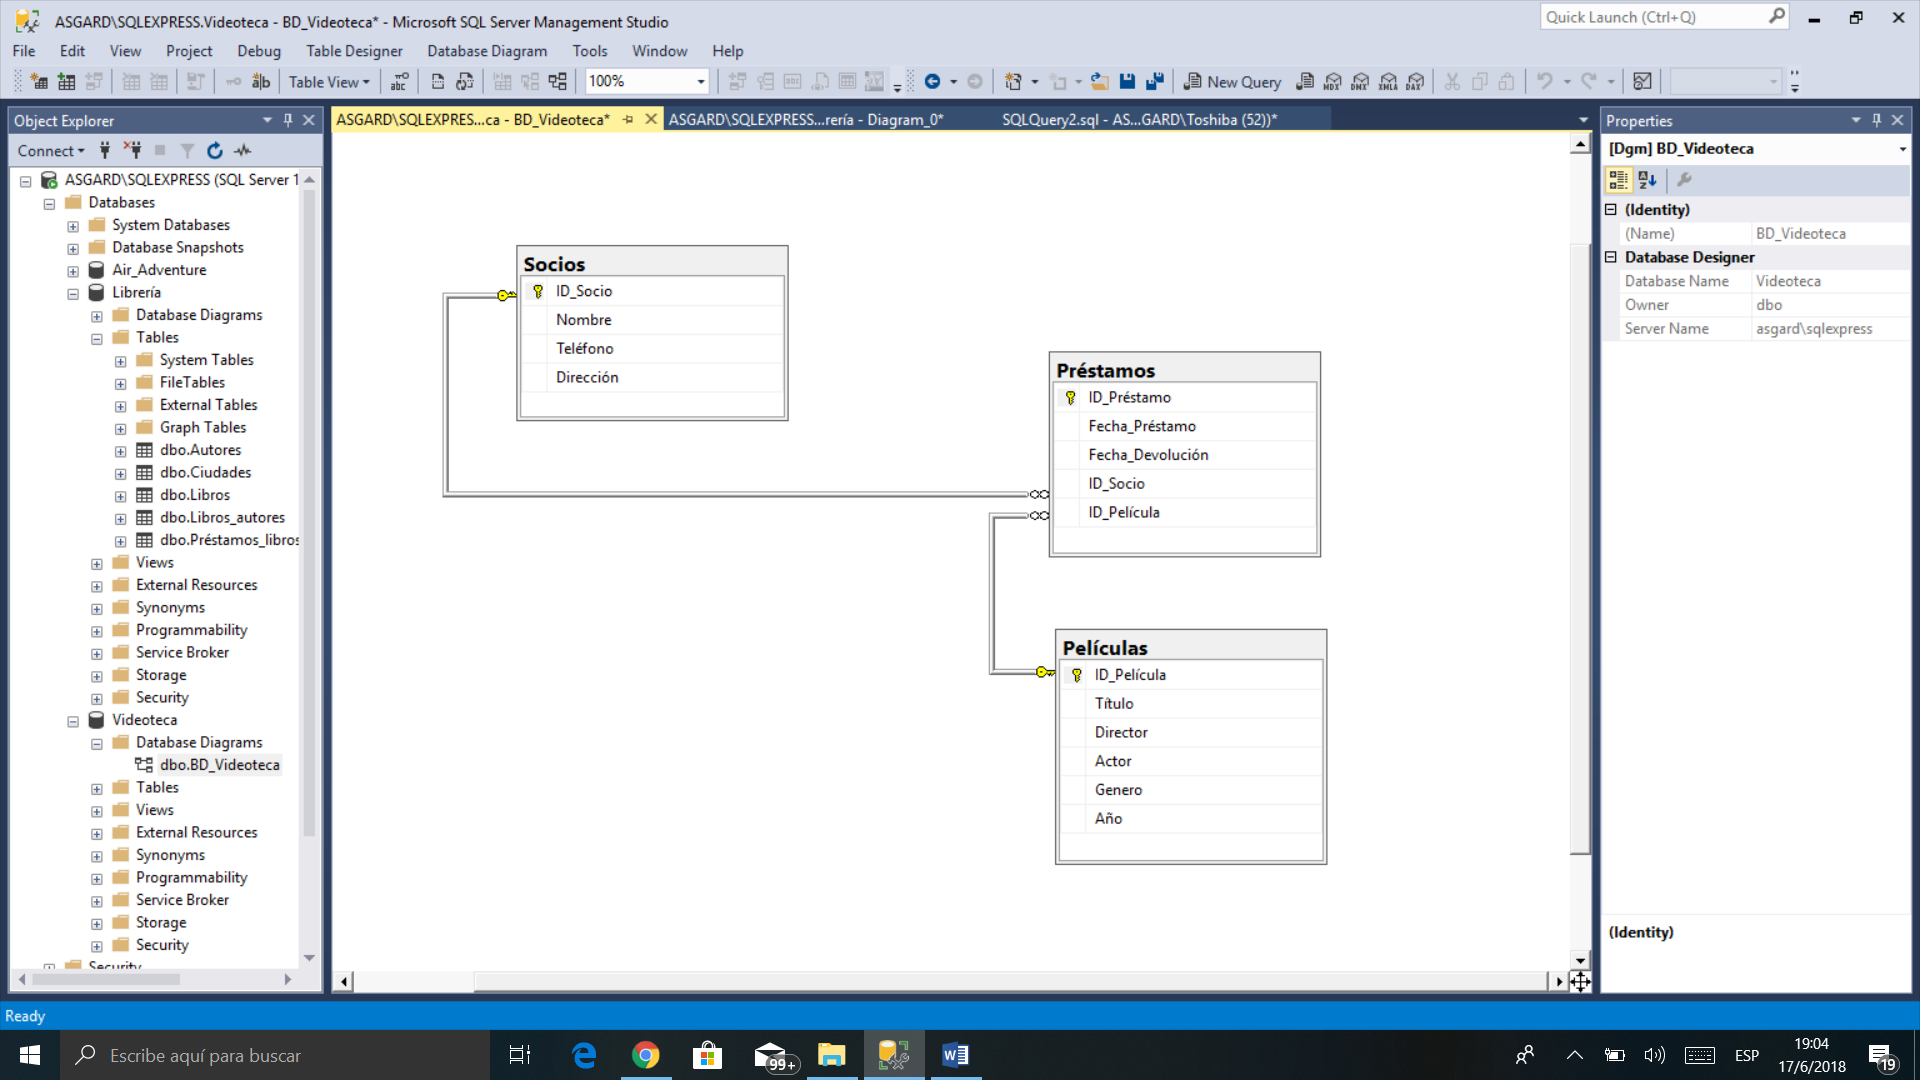 ASGARD\SQLEXPRESS.Videoteca - BD_Videoteca* - Microsoft SQL Server Management Studio
Quick Launch (Ctrl+Q)
File Edit View Project Debug Table Designer Database Diagram Tools Window Help
Table View 100% New Query
Object Explorer
Connect
ASGARD\SQLEXPRESS (SQL Server 1
Databases
System Databases
Database Snapshots
Air_Adventure
Librería
Database Diagrams
Tables
System Tables
FileTables
External Tables
Graph Tables
dbo.Autores
dbo.Ciudades
dbo.Libros
dbo.Libros_autores
dbo.Préstamos_libros
Views
External Resources
Synonyms
Programmability
Service Broker
Storage
Security
Videoteca
Database Diagrams
dbo.BD_Videoteca
Tables
Views
External Resources
Synonyms
Programmability
Service Broker
Storage
Security
Security
ASGARD\SQLEXPRES...ca - BD_Videoteca*
ASGARD\SQLEXPRESS...rería - Diagram_0*
SQLQuery2.sql - AS...GARD\Toshiba (52))*
Socios
ID_Socio
Nombre
Teléfono
Dirección
Préstamos
ID_Préstamo
Fecha_Préstamo
Fecha_Devolución
ID_Socio
ID_Película
Películas
ID_Película
Título
Director
Actor
Genero
Año
Properties
[Dgm] BD_Videoteca
(Identity)
(Name) BD_Videoteca
Database Designer
Database Name Videoteca
Owner dbo
Server Name asgard\sqlexpress
(Identity)
Ready
Escribe aquí para buscar
99+
ESP
19:04
17/6/2018
19